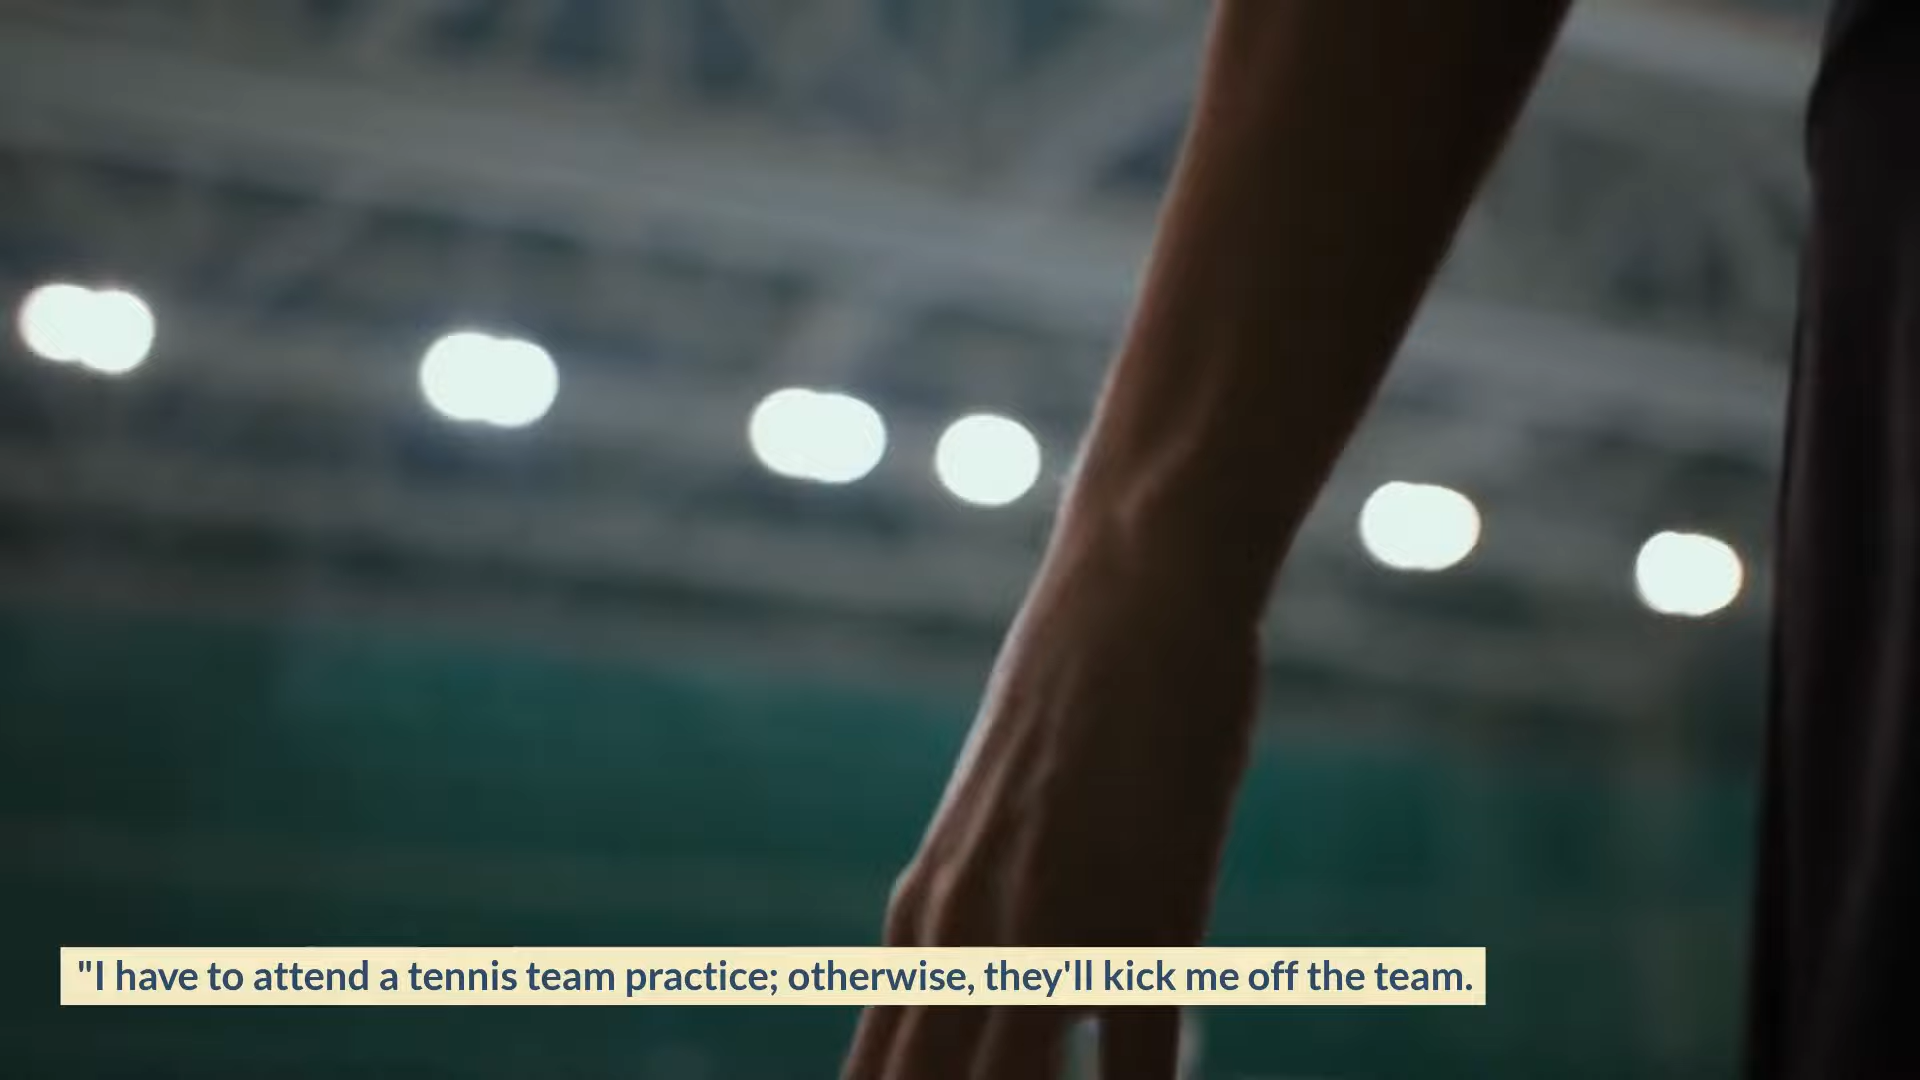 "I have to attend a tennis team practice; otherwise, they'll kick me off the team.